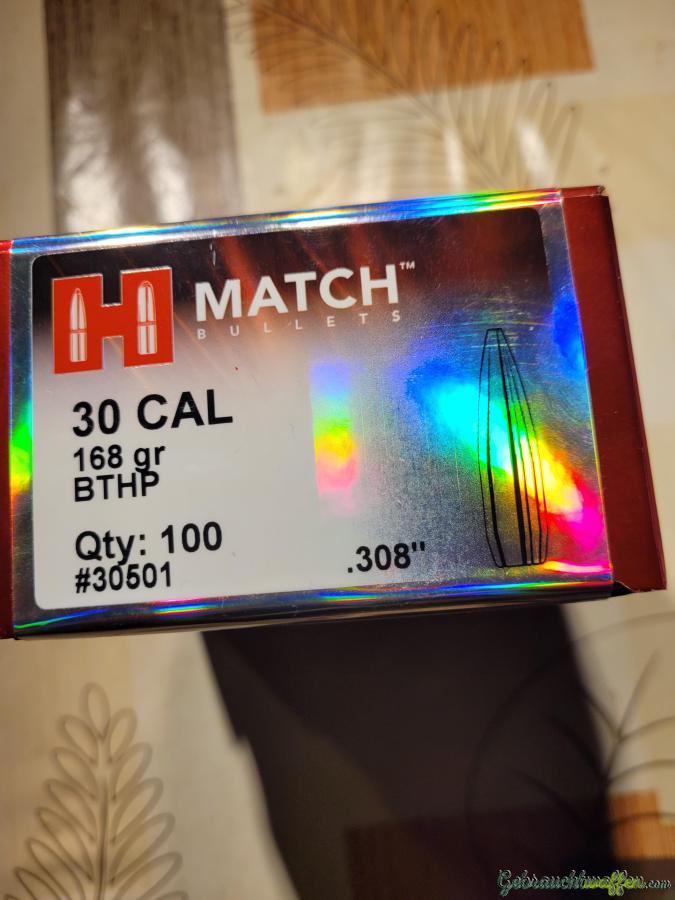 H MATCH™
BULLETS
30 CAL
168 gr
BTHP
Qty: 100
#30501
.308"
Gebrauchtwaffen.com